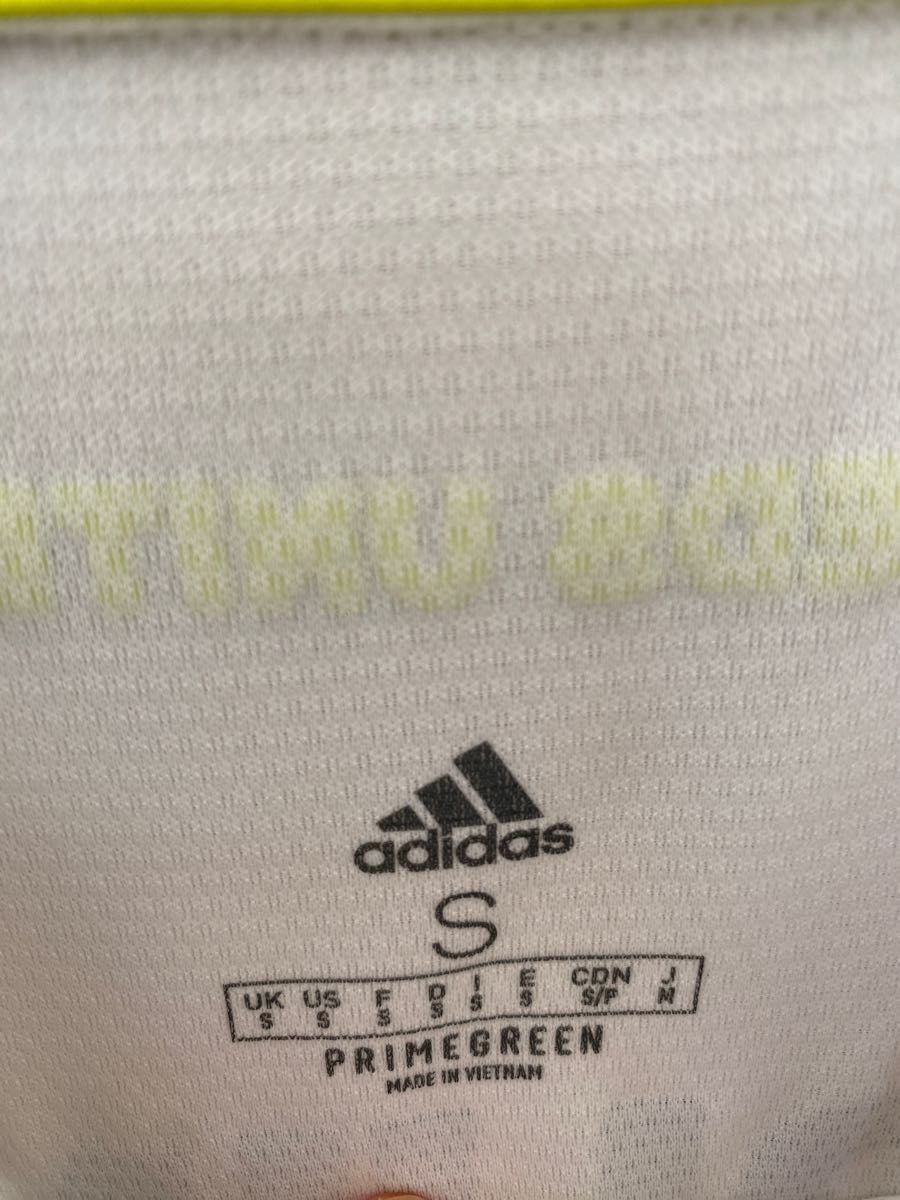 adidas
S
UK US F D I E CDN J
S S S S S S S/P M
PRIMEGREEN
MADE IN VIETNAM